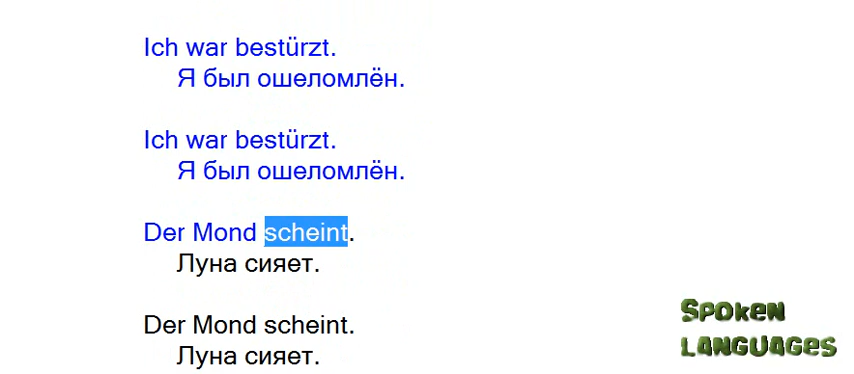 Ich war bestürzt.
Я был ошеломлён.
Ich war bestürzt.
Я был ошеломлён.
Der Mond scheint.
Луна сияет.
Der Mond scheint.
Луна сияет.
Spoken
Languages